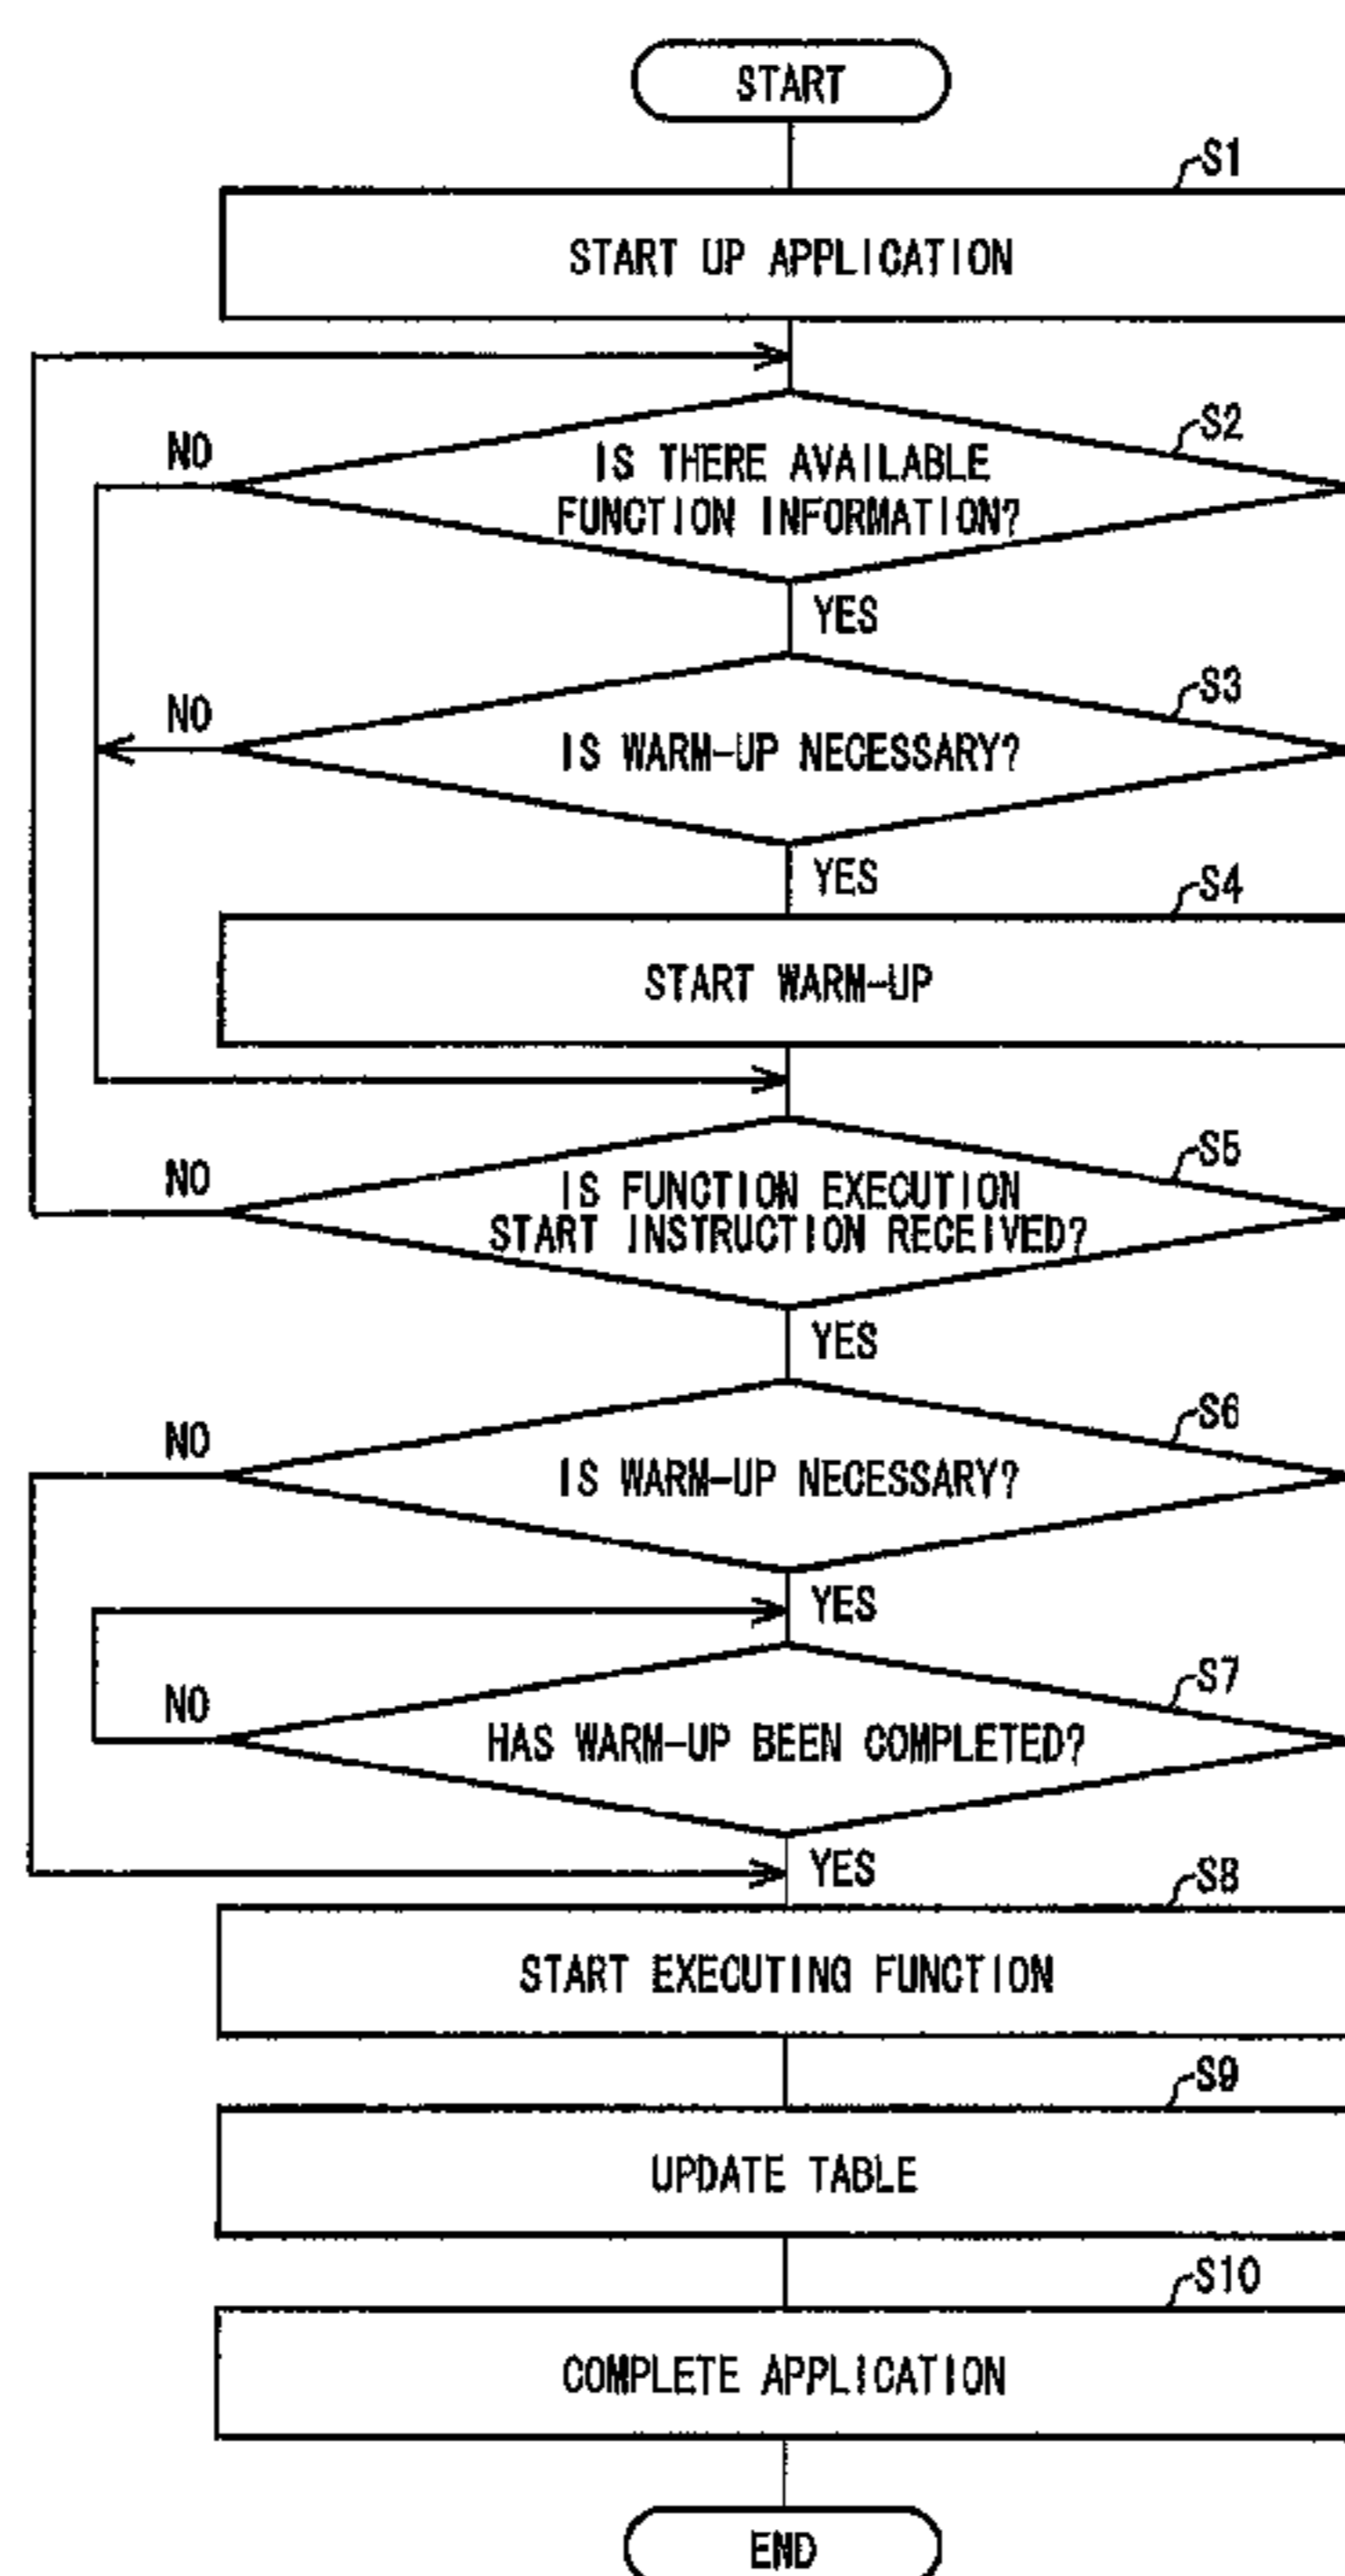 START
S1
START UP APPLICATION
S2
NO
IS THERE AVAILABLE
FUNCTION INFORMATION?
YES
S3
NO
IS WARM-UP NECESSARY?
YES
S4
START WARM-UP
S5
NO
IS FUNCTION EXECUTION
START INSTRUCTION RECEIVED?
YES
S6
NO
IS WARM-UP NECESSARY?
YES
S7
NO
HAS WARM-UP BEEN COMPLETED?
YES
S8
START EXECUTING FUNCTION
S9
UPDATE TABLE
S10
COMPLETE APPLICATION
END